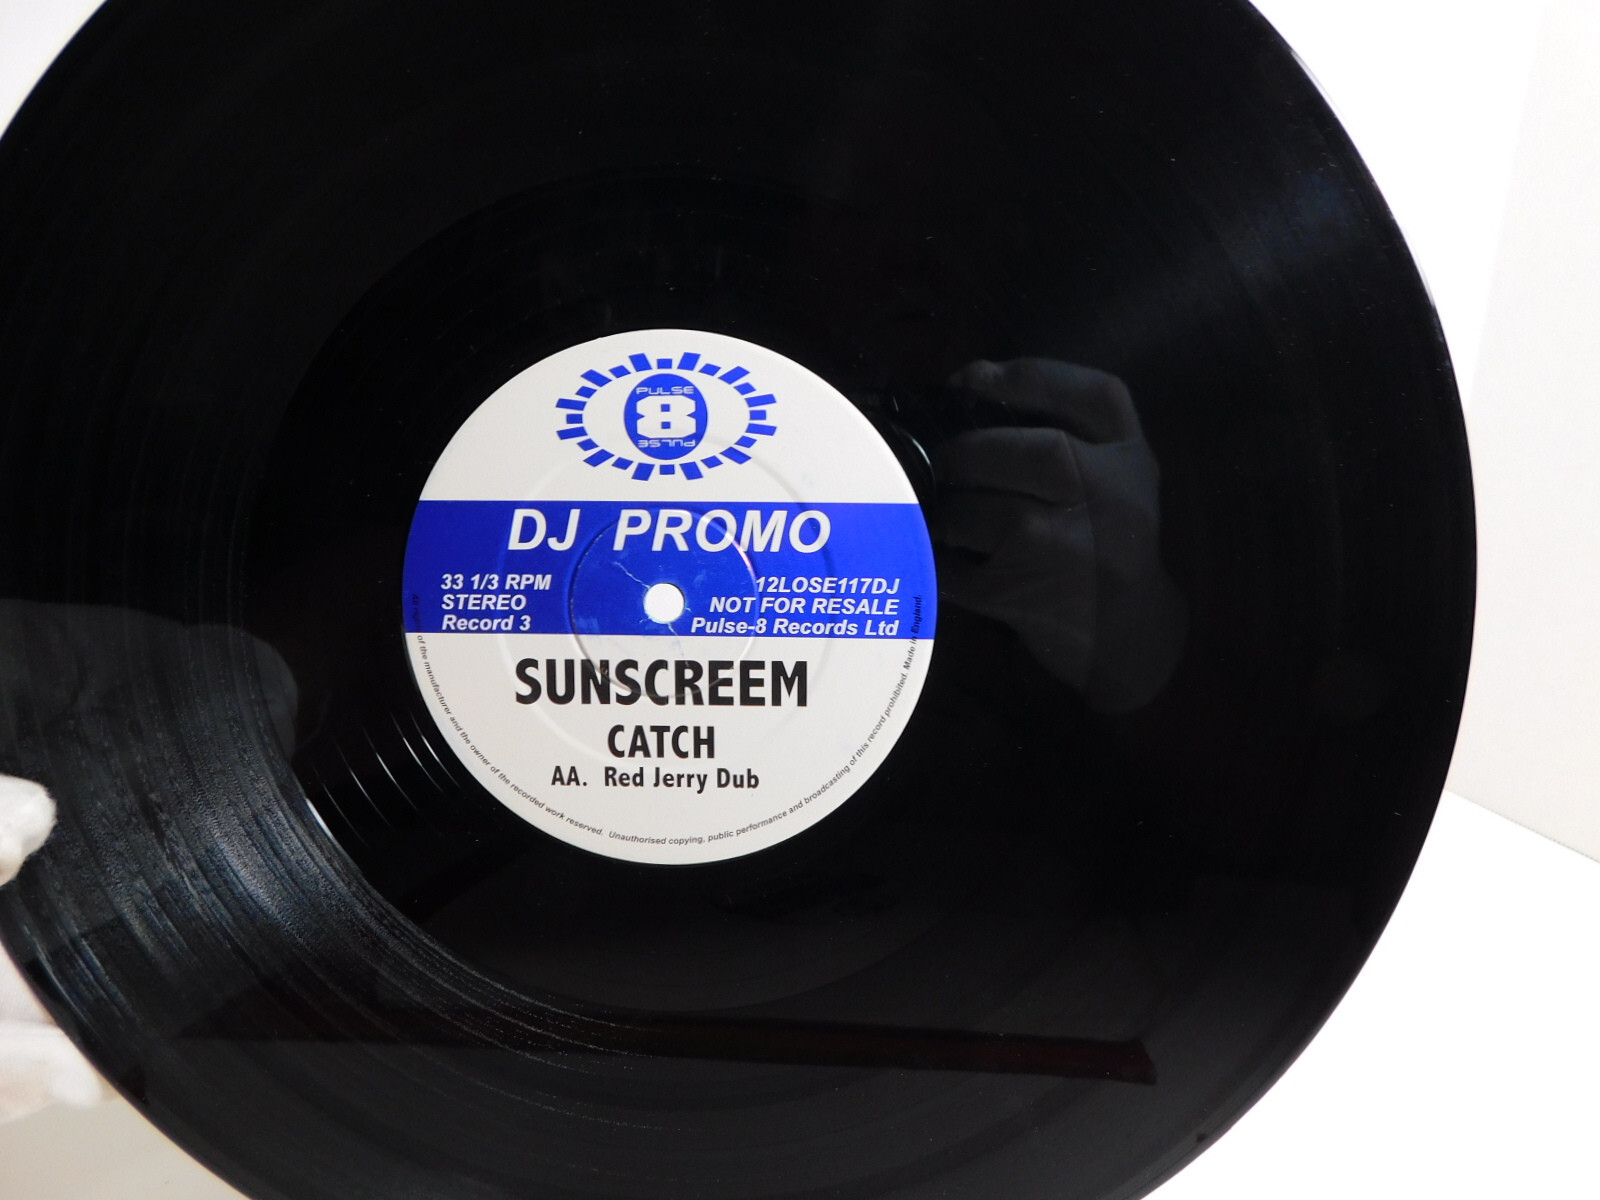 PULSE
8
PULSE
DJ PROMO
33 1/3 RPM
STEREO
Record 3
12LOSE117DJ
NOT FOR RESALE
Pulse-8 Records Ltd
SUNSCREEM
CATCH
AA. Red Jerry Dub
of the manufacturer and the owner of the recorded work reserved. Unauthorised copying, public performance and broadcasting of this record prohibited. Made in England.